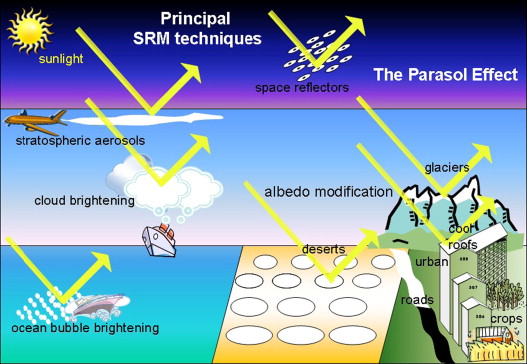 Principal
SRM techniques
sunlight
space reflectors
The Parasol Effect
stratospheric aerosols
glaciers
cloud brightening
albedo modification
cool
roofs
deserts
urban
roads
crops
ocean bubble brightening